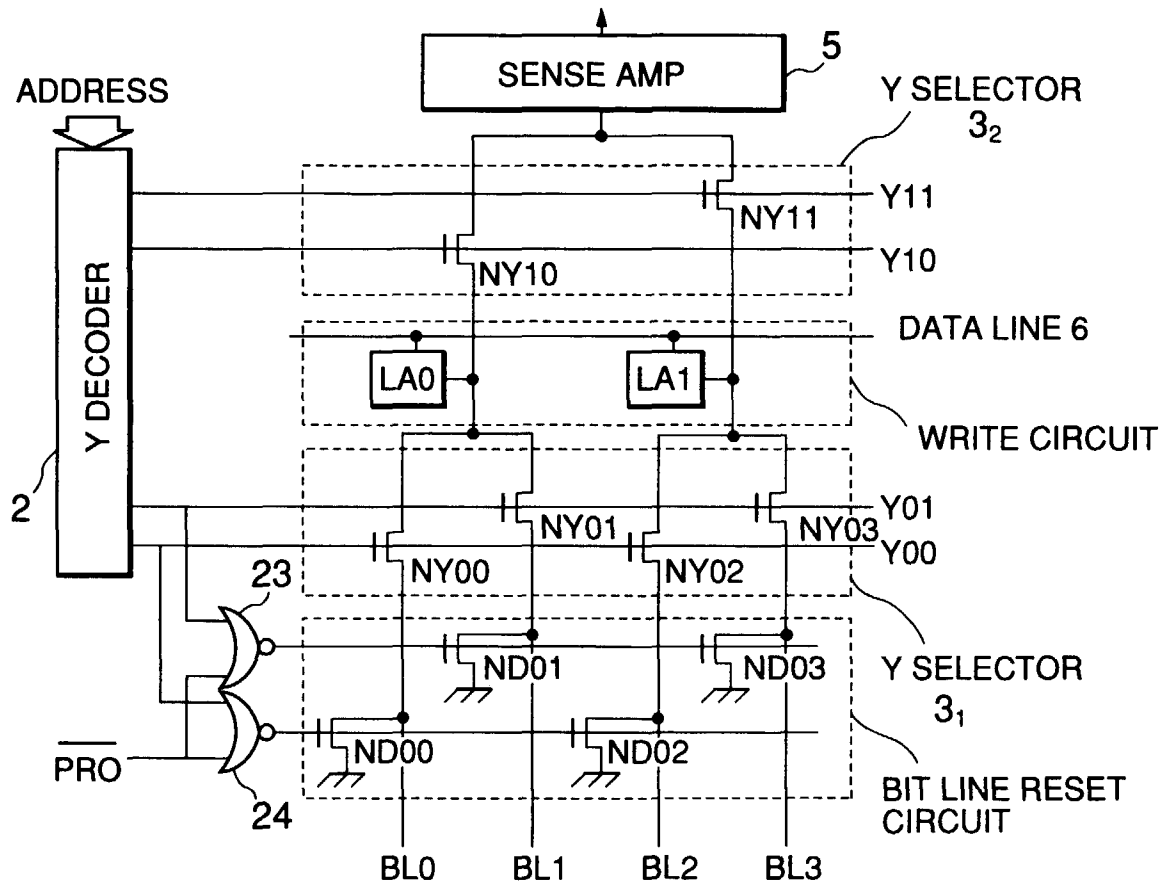 SENSE AMP
5
ADDRESS
Y SELECTOR
3₂
Y11
NY11
Y10
NY10
Y DECODER
DATA LINE 6
LA0
LA1
WRITE CIRCUIT
2
Y01
NY01
NY03
Y00
NY00
NY02
23
ND01
ND03
Y SELECTOR
3₁
ND00
ND02
P̅R̅O̅
24
BIT LINE RESET
CIRCUIT
BL0
BL1
BL2
BL3